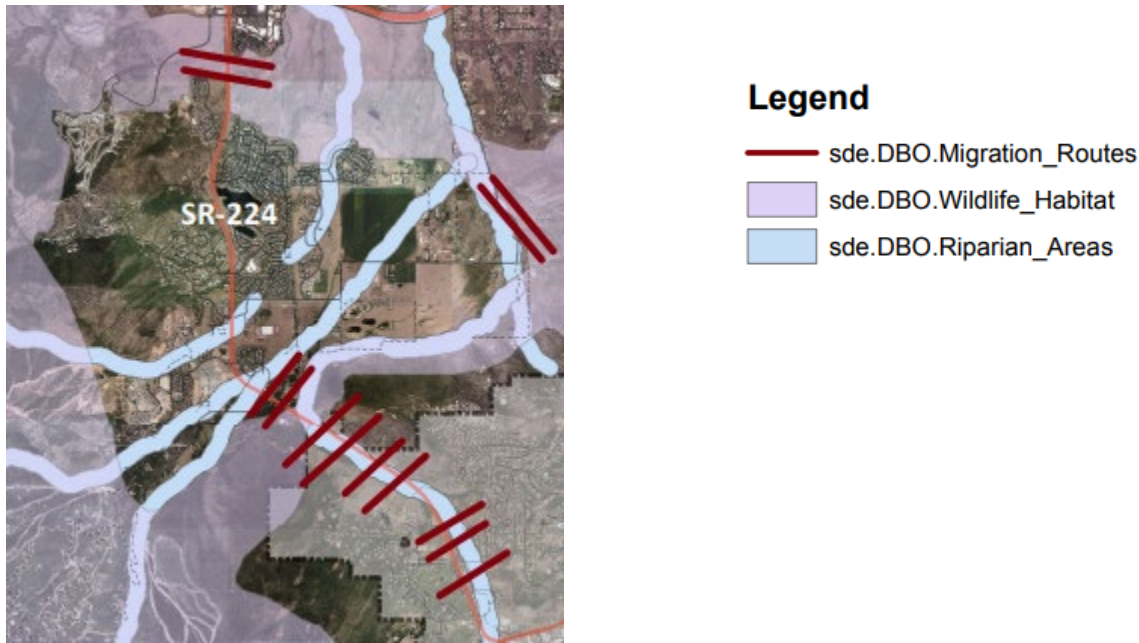 SR-224
Legend
sde.DBO.Migration_Routes
sde.DBO.Wildlife_Habitat
sde.DBO.Riparian_Areas